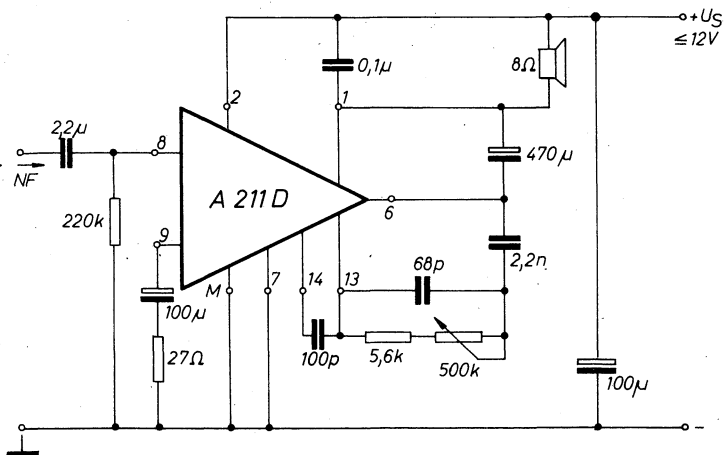 +U_S
≤12V
0,1µ
8Ω
2
1
2,2µ
8
470µ
NF
A 211 D
6
220k
9
68p
2,2n
M
7
14
13
100µ
27Ω
100p
5,6k
500k
100µ
−